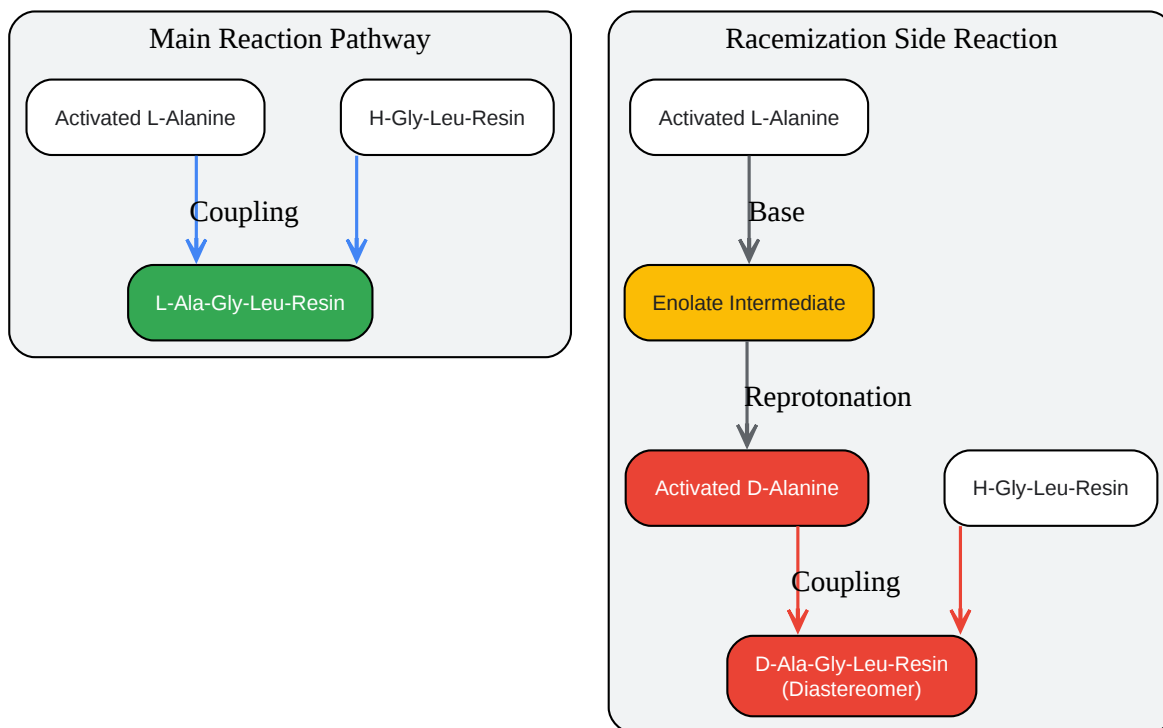 Main Reaction Pathway
Activated L-Alanine
H-Gly-Leu-Resin
Coupling
L-Ala-Gly-Leu-Resin
Racemization Side Reaction
Activated L-Alanine
Base
Enolate Intermediate
Reprotonation
Activated D-Alanine
H-Gly-Leu-Resin
Coupling
D-Ala-Gly-Leu-Resin
(Diastereomer)